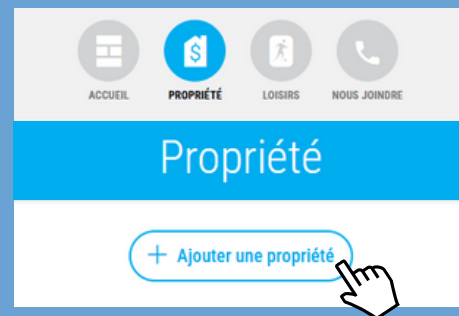 ACCUEIL PROPRIÉTÉ LOISIRS NOUS JOINDRE
Propriété
+ Ajouter une propriété